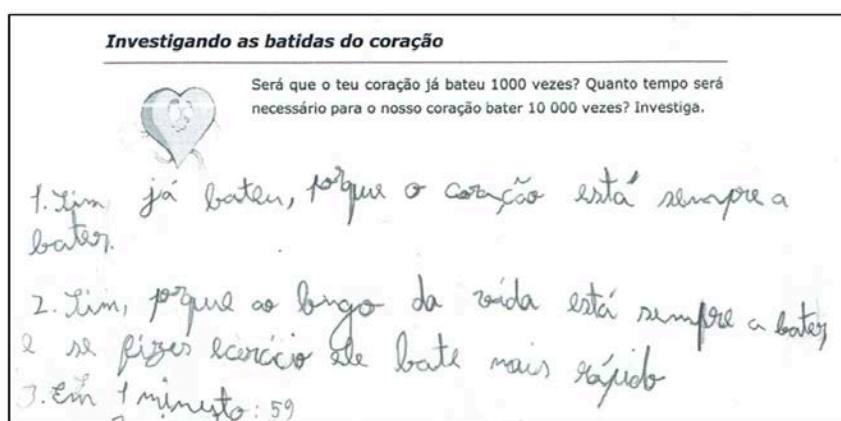 Investigando as batidas do coração
Será que o teu coração já bateu 1000 vezes? Quanto tempo será
necessário para o nosso coração bater 10 000 vezes? Investiga.
1. Sim, já bateu, porque o coração está sempre a
bater.
2. Sim, porque ao longo da vida está sempre a bater,
e se fizer ecercício ele bate mais rápido
3. Em 1 minuto: 59